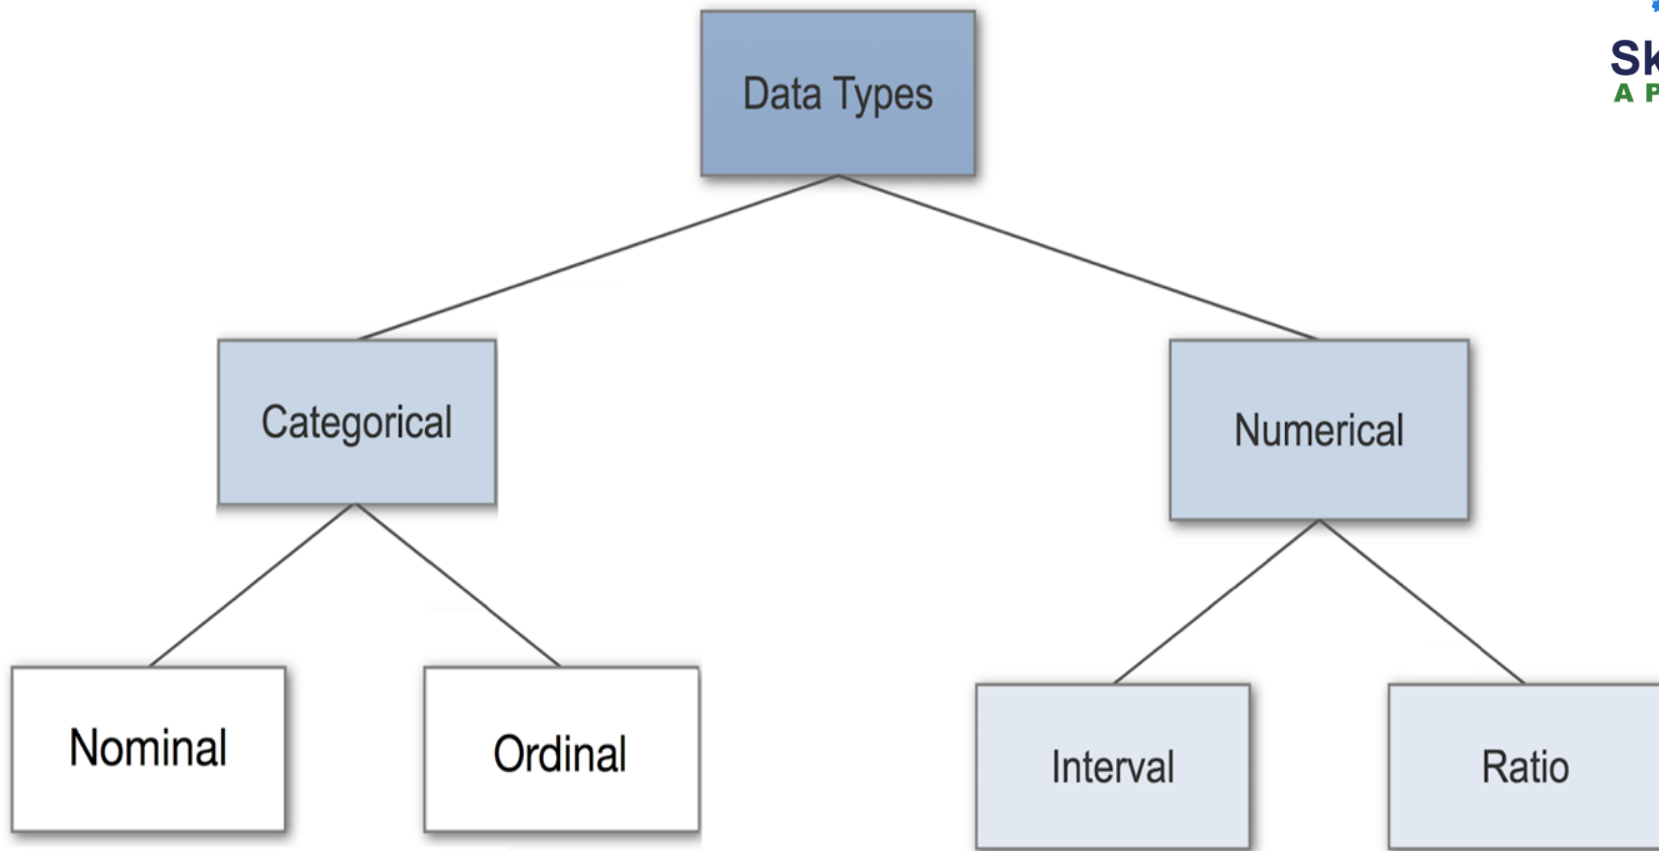 Data Types
Categorical
Numerical
Nominal
Ordinal
Interval
Ratio